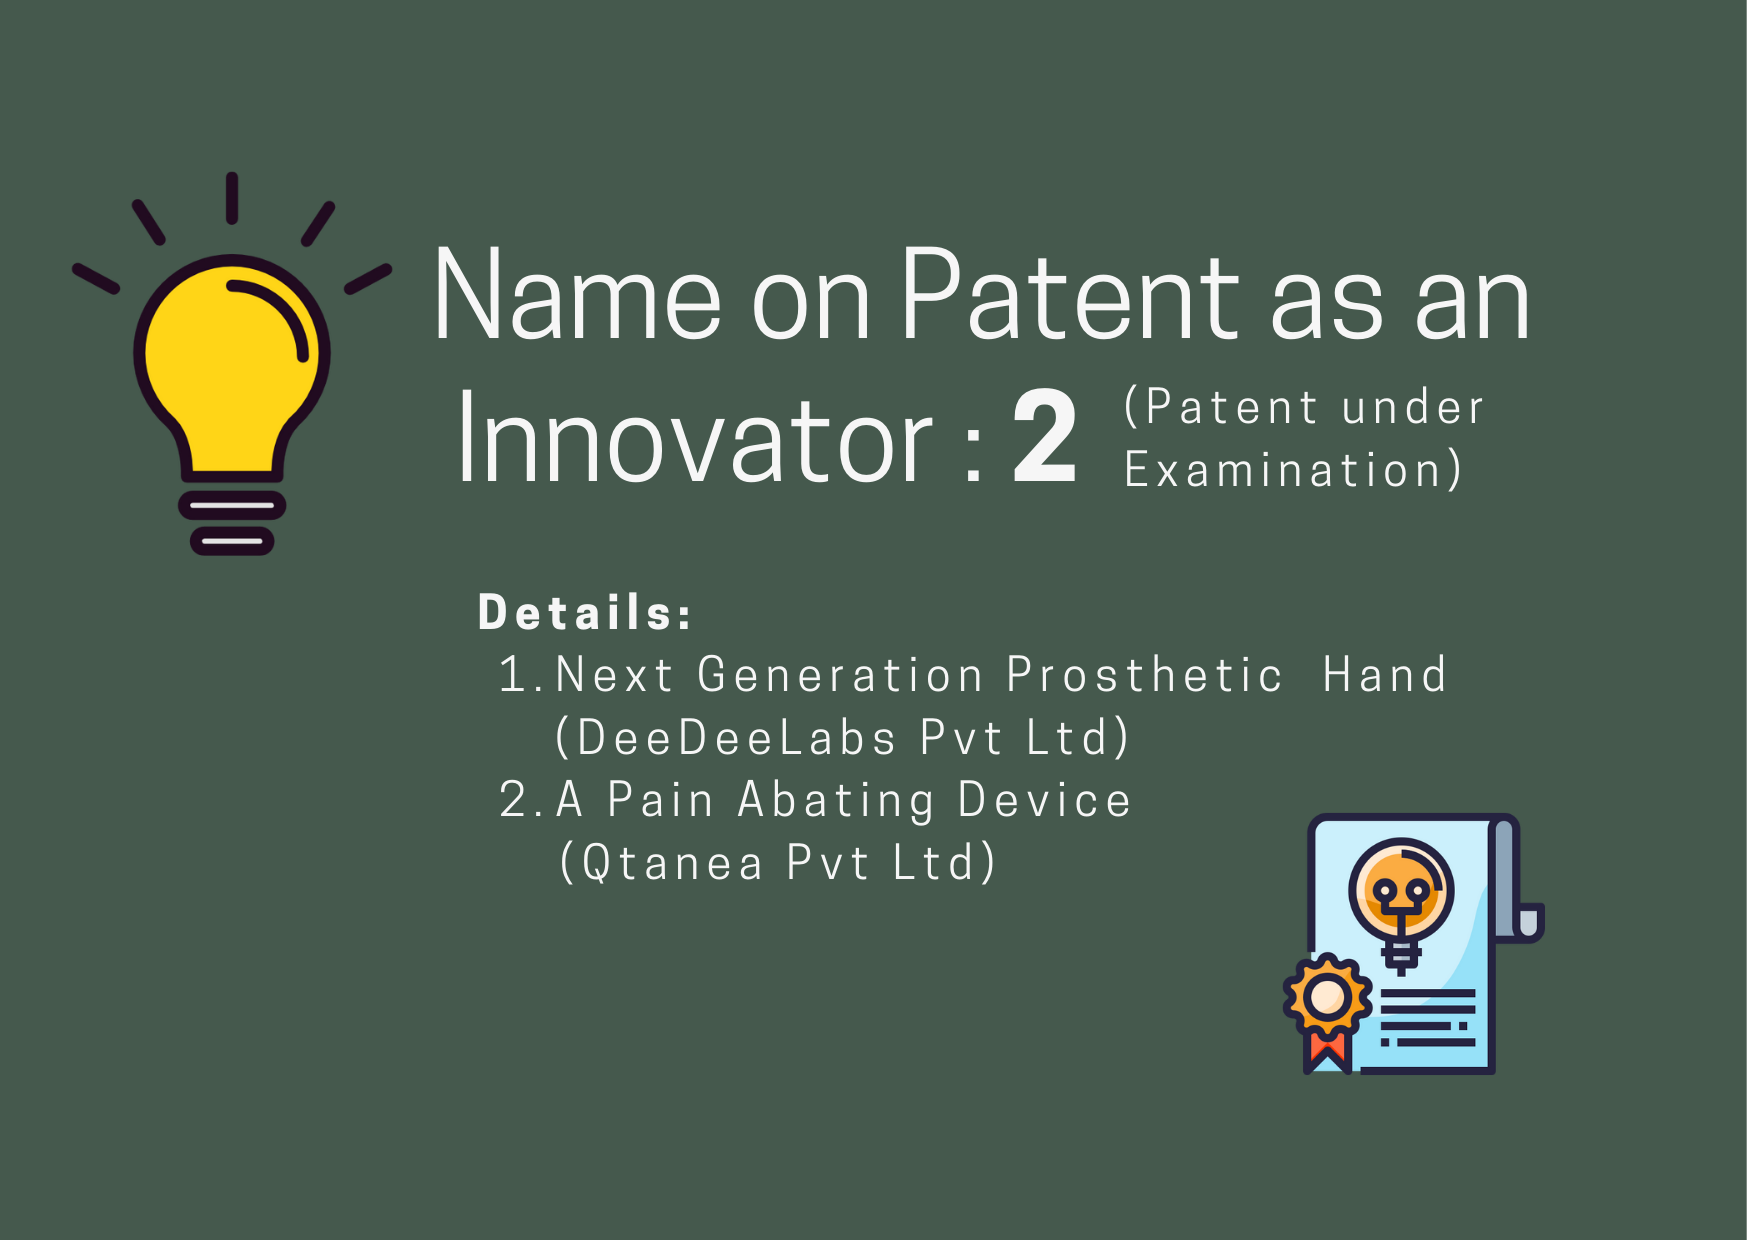 Name on Patent as an
Innovator : 2 (Patent under
Examination)
Details:
1. Next Generation Prosthetic  Hand
(DeeDeeLabs Pvt Ltd)
2. A Pain Abating Device
(Qtanea Pvt Ltd)